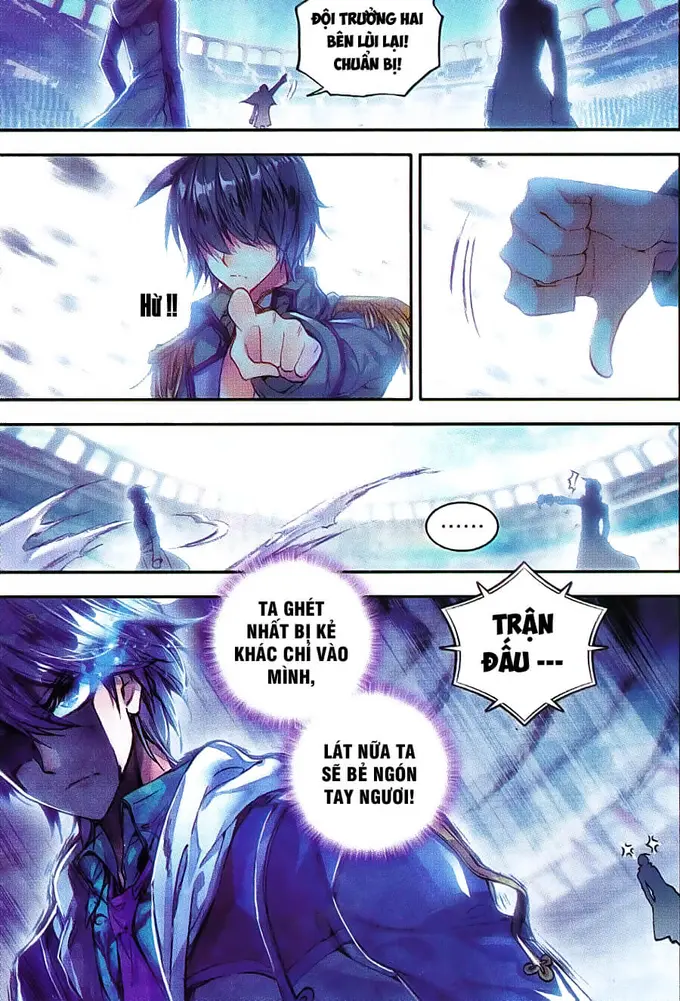 ĐỘI TRƯỞNG HAI
BÊN LÙI LẠI!
CHUẨN BỊ!
HỪ !!
......
TA GHÉT
NHẤT BỊ KẺ
KHÁC CHỈ VÀO
MÌNH,
TRẬN
ĐẤU ---
LÁT NỮA TA
SẼ BẺ NGÓN
TAY NGƯƠI!